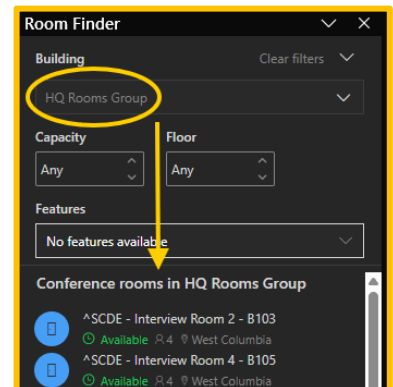 Room Finder
Building Clear filters
HQ Rooms Group
Capacity Floor
Any Any
Features
No features available
Conference rooms in HQ Rooms Group
^SCDE - Interview Room 2 - B103
Available 4 West Columbia
^SCDE - Interview Room 4 - B105
Available 4 West Columbia